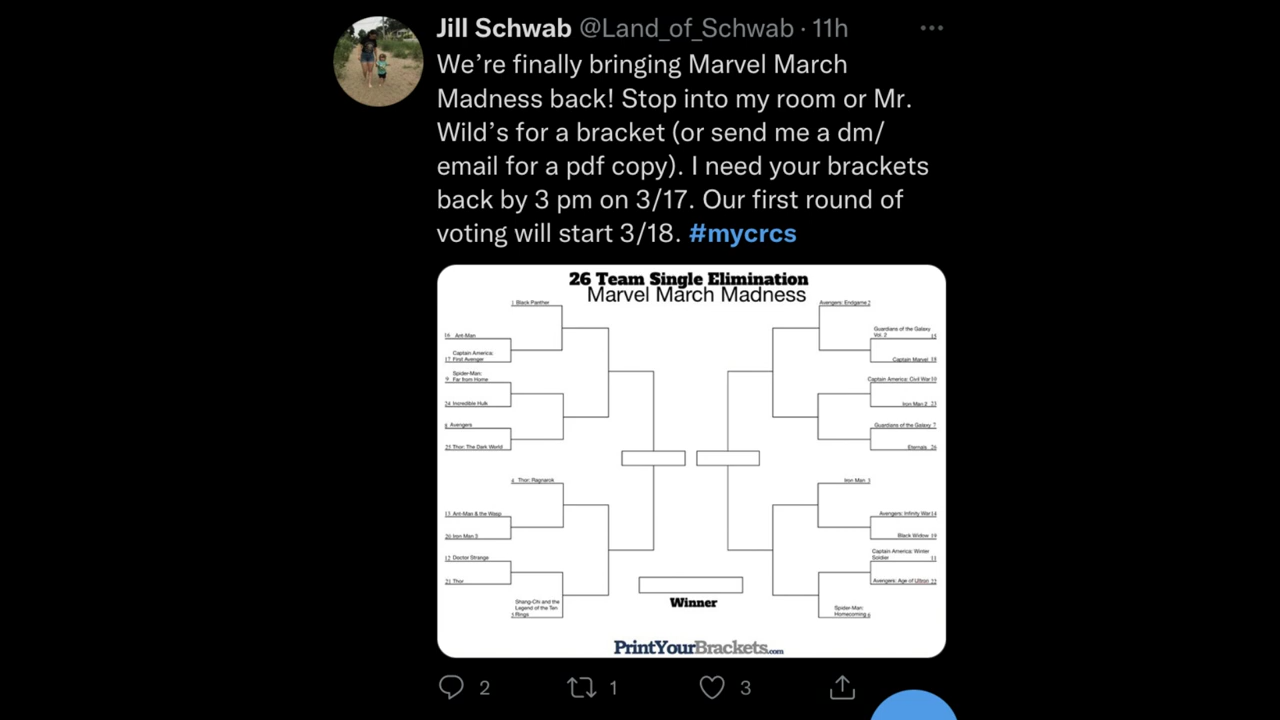 Jill Schwab @Land_of_Schwab · 11h
We’re finally bringing Marvel March
Madness back! Stop into my room or Mr.
Wild’s for a bracket (or send me a dm/
email for a pdf copy). I need your brackets
back by 3 pm on 3/17. Our first round of
voting will start 3/18. #mycrcs
26 Team Single Elimination
Marvel March Madness
1 Black Panther
16 Ant-Man
Captain America:
17 First Avenger
Spider-Man:
9 Far from Home
24 Incredible Hulk
Avengers
25 Thor: The Dark World
4 Thor: Ragnarok
13 Ant-Man & the Wasp
20 Iron Man 3
12 Doctor Strange
21 Thor
Shang-Chi and the
Legend of the Ten
5 Rings
Avengers: Endgame 2
Guardians of the Galaxy
Vol. 2 15
Captain Marvel 18
Captain America: Civil War 10
Iron Man 2 23
Guardians of the Galaxy 7
Eternals 26
Iron Man 3
Avengers: Infinity War 14
Black Widow 19
Captain America: Winter
Soldier 11
Avengers: Age of Ultron 22
Spider-Man:
Homecoming 6
Winner
PrintYourBrackets.com
2 1 3